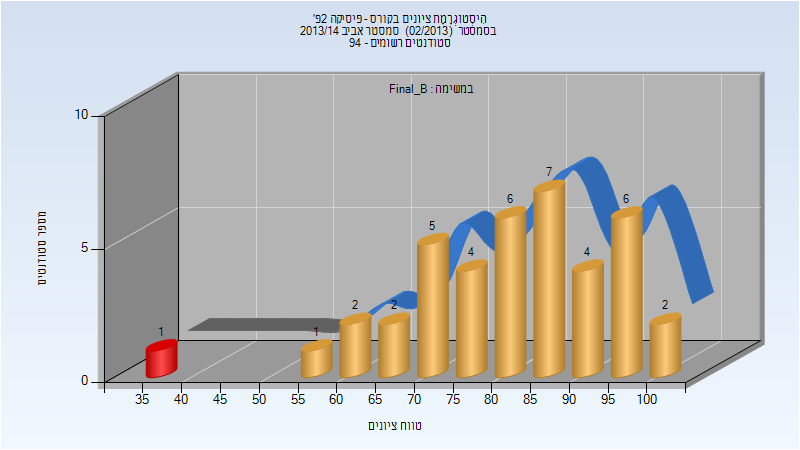 היסטוגרמת ציונים בקורס - פיסיקה 2פ'
בסמסטר (02/2013) סמסטר אביב 2013/14
סטודנטים רשומים - 94
במשימה : Final_B
מספר סטודנטים
10
5
0
1
1
2
2
5
4
6
7
4
6
2
35 40 45 50 55 60 65 70 75 80 85 90 95 100
טווח ציונים